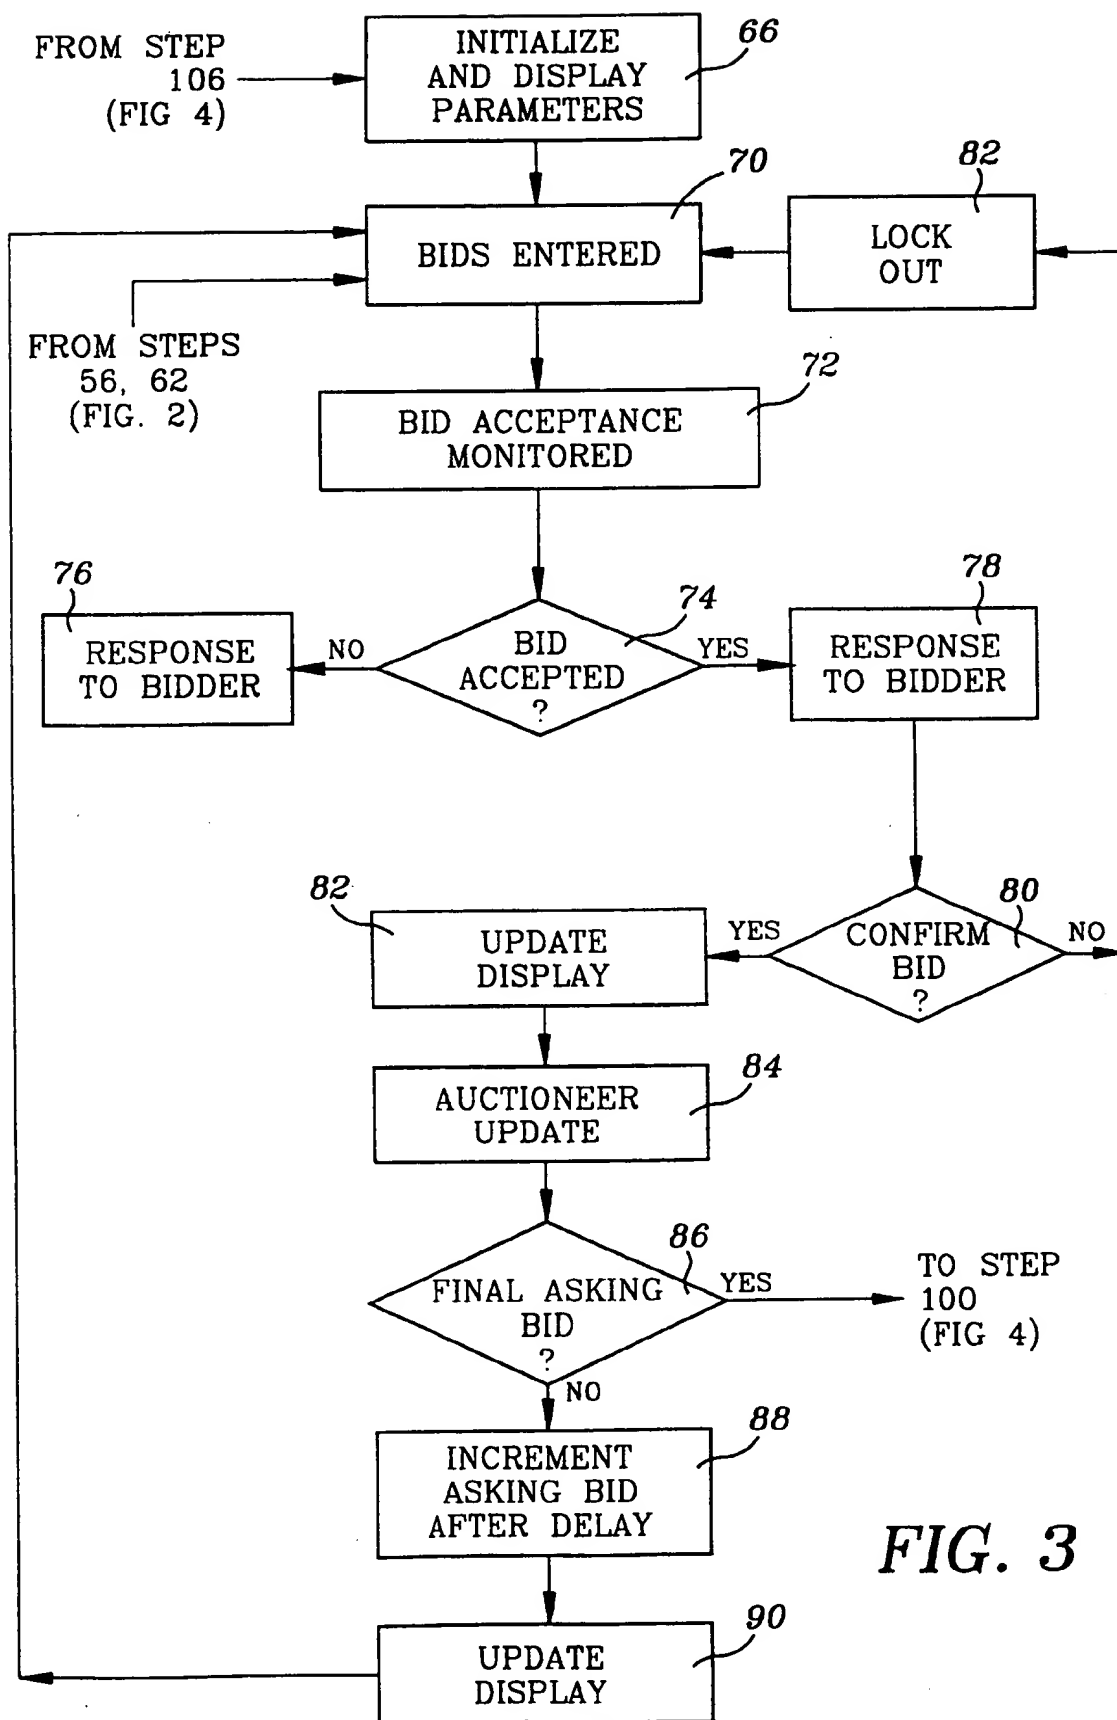 FROM STEP
106
(FIG 4)
INITIALIZE
AND DISPLAY
PARAMETERS
66
70
BIDS ENTERED
82
LOCK
OUT
FROM STEPS
56, 62
(FIG. 2)
72
BID ACCEPTANCE
MONITORED
76
RESPONSE
TO BIDDER
NO
74
BID
ACCEPTED
?
YES
78
RESPONSE
TO BIDDER
82
UPDATE
DISPLAY
YES
80
CONFIRM
BID
?
NO
84
AUCTIONEER
UPDATE
86
FINAL ASKING
BID
?
YES
TO STEP
100
(FIG 4)
NO
88
INCREMENT
ASKING BID
AFTER DELAY
FIG. 3
90
UPDATE
DISPLAY